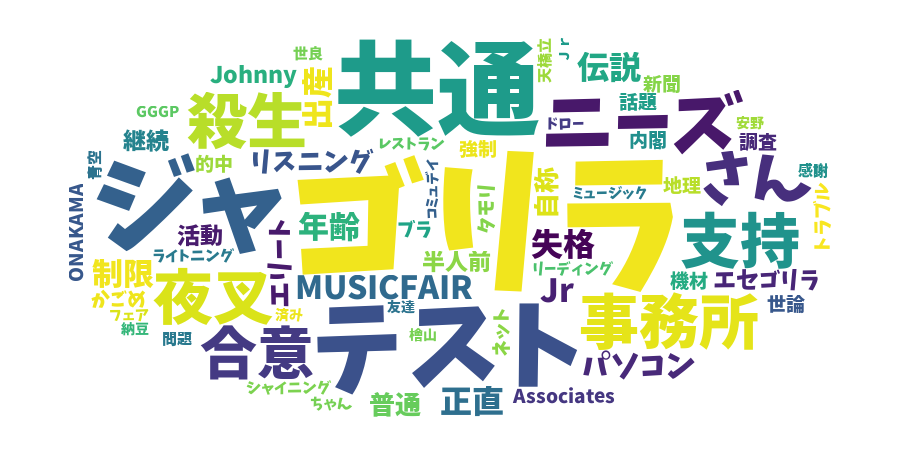 共通
ゴリラ
テスト
ジャ
ニーズ
さん
支持
事務所
殺生
夜叉
合意
MUSICFAIR
年齢
制限
出産
伝説
Johnny
世良
天橋立
Jr
新聞
話題
内閣
ドロー
安野
調査
感謝
GGGP
継続
青空
的中
リスニング
レストラン
強制
コミュデイ
タモリ
自称
ミュージック
地理
トラブル
ONAKAMA
活動
ライトニング
エハート
ブラ
半人前
失格
リーディング
Jr
機材
エセゴリラ
世論
かごめ
フェア
納豆
問題
済み
友達
檜山
ネット
パソコン
シャイニング
ちゃん
普通
正直
Associates